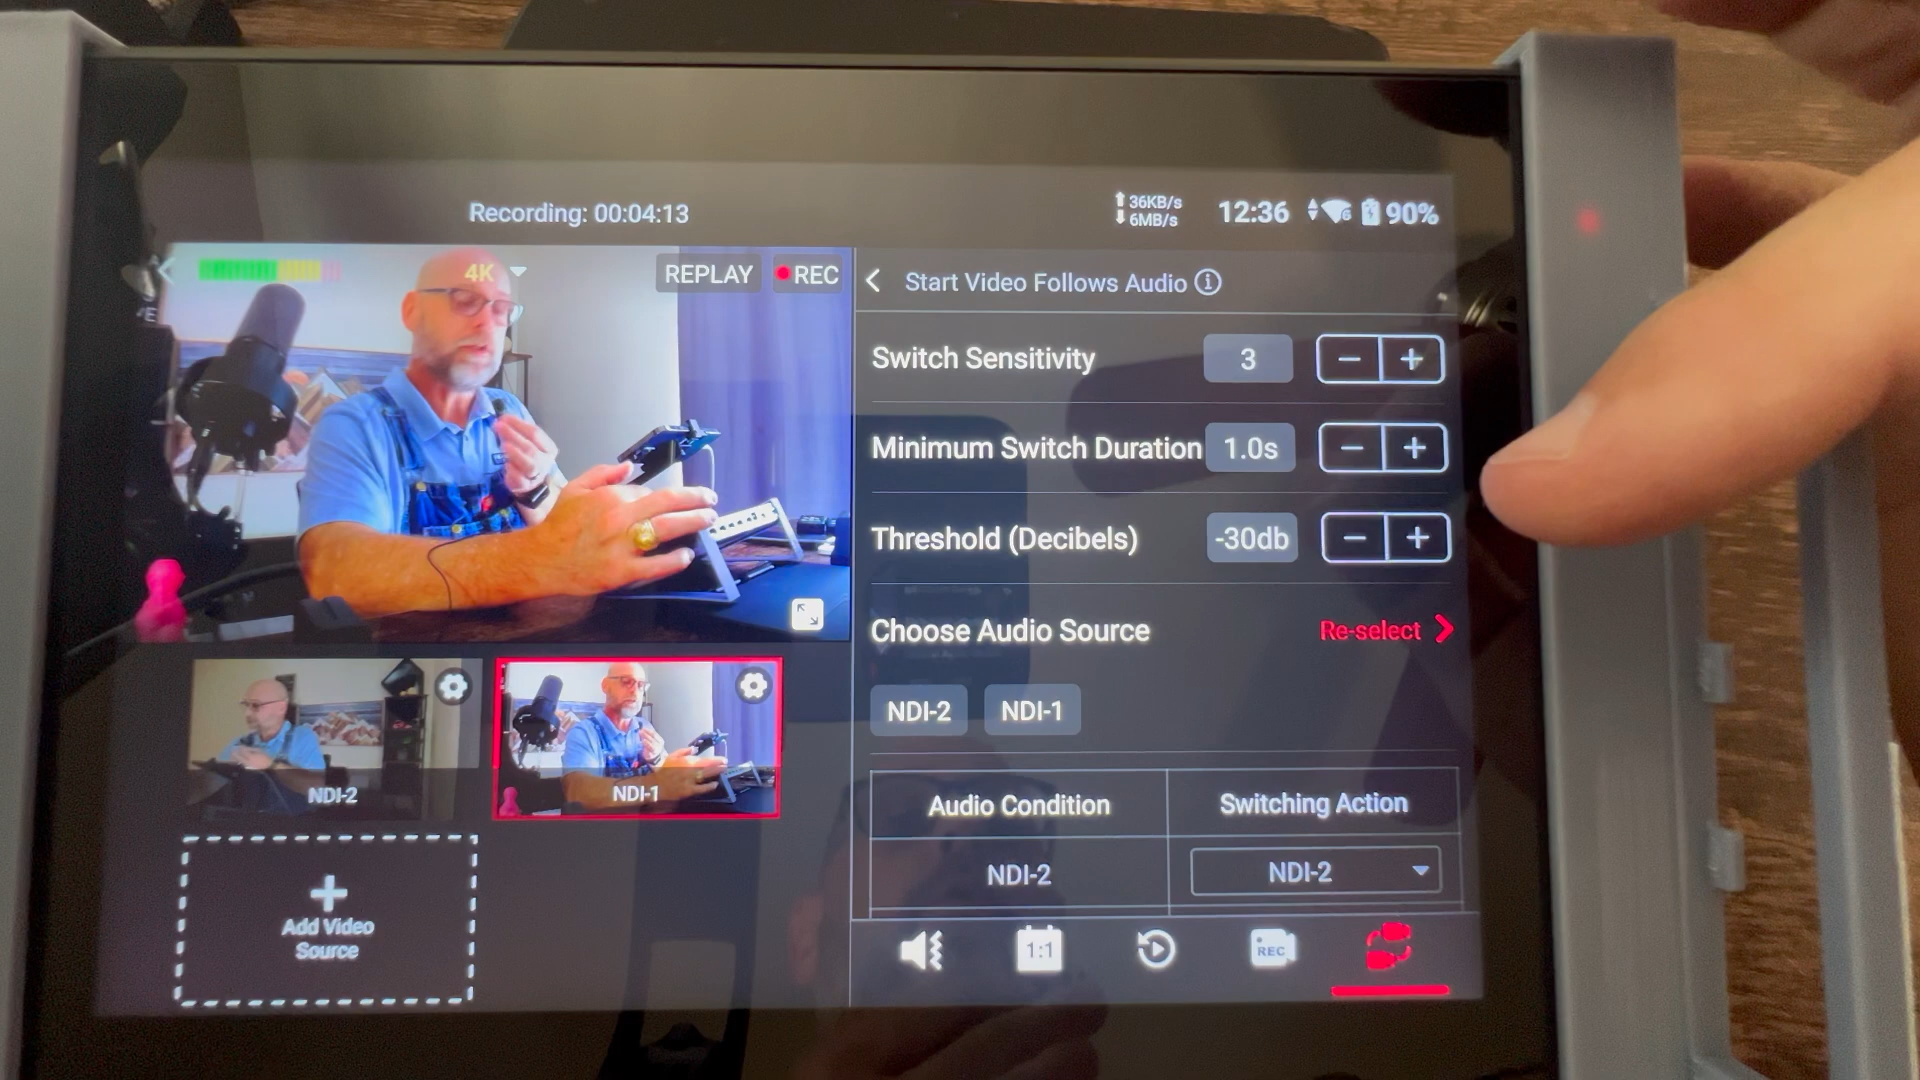 Recording: 00:04:13
36KB/s
6MB/s
12:36
6
90%
4K
REPLAY
REC
Start Video Follows Audio
Switch Sensitivity 3 − +
Minimum Switch Duration 1.0s − +
Threshold (Decibels) -30db − +
Choose Audio Source Re-select
NDI-2 NDI-1
NDI-2
NDI-1
Audio Condition Switching Action
NDI-2 NDI-2
+
Add Video
Source
1:1
REC